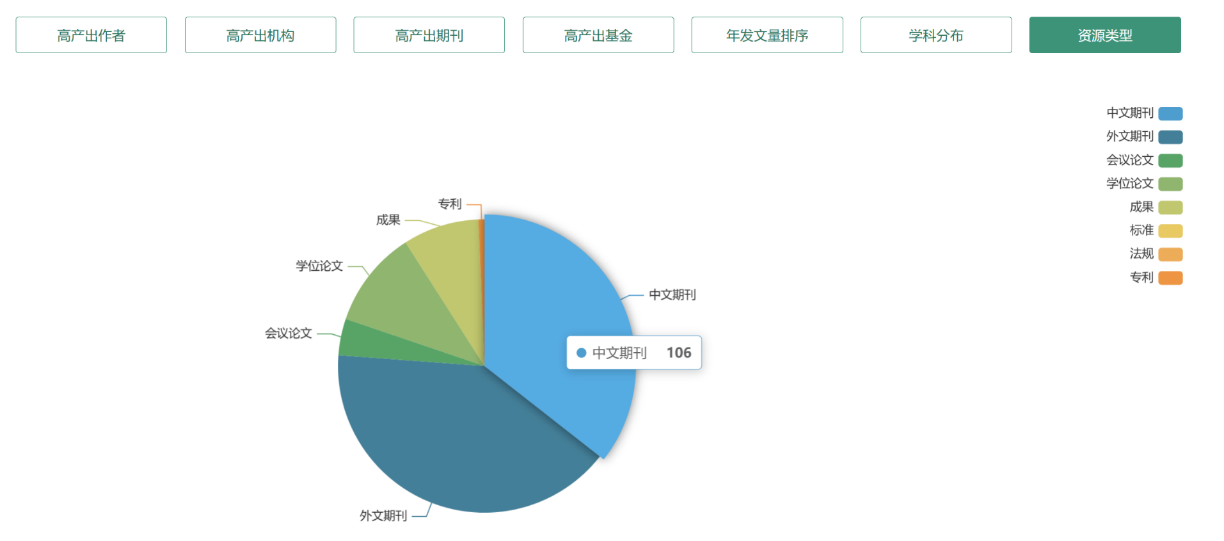 高产出作者
高产出机构
高产出期刊
高产出基金
年发文量排序
学科分布
资源类型
中文期刊
外文期刊
会议论文
学位论文
成果
标准
法规
专利
专利
成果
学位论文
中文期刊
会议论文
中文期刊 106
外文期刊